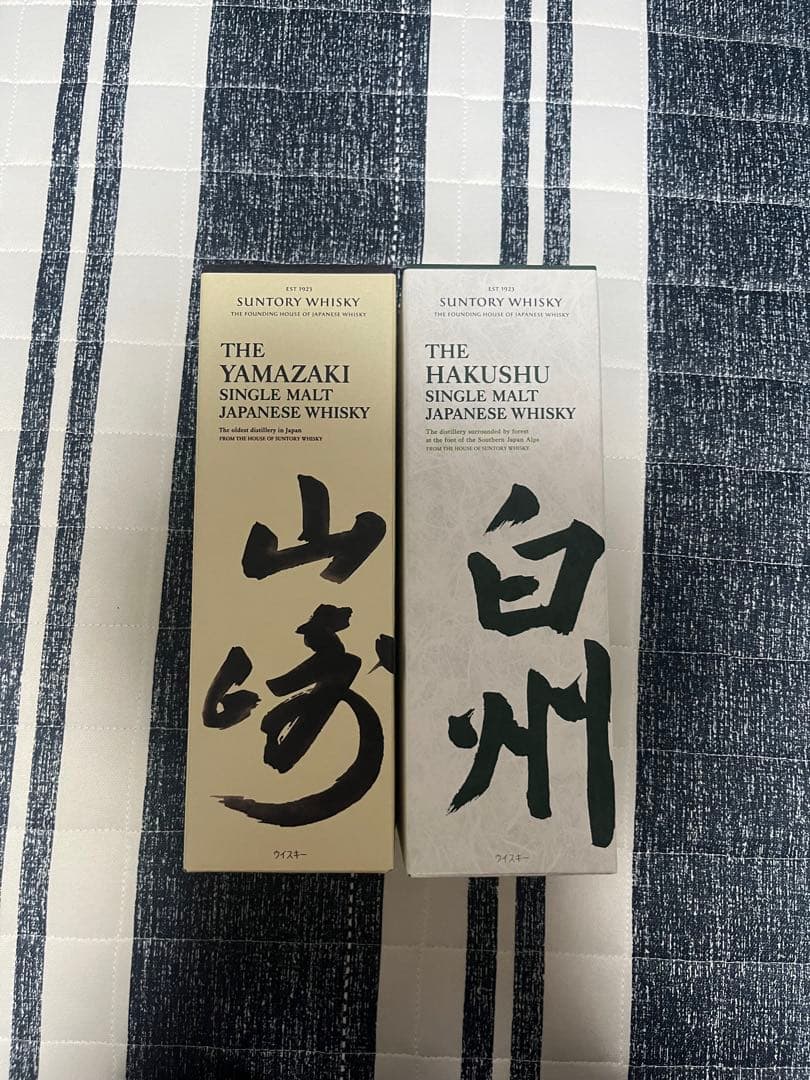 EST 1923
SUNTORY WHISKY
THE FOUNDING HOUSE OF JAPANESE WHISKY
THE
YAMAZAKI
SINGLE MALT
JAPANESE WHISKY
The oldest distillery in Japan
FROM THE HOUSE OF SUNTORY WHISKY
山
崎
ウイスキー
EST 1923
SUNTORY WHISKY
THE FOUNDING HOUSE OF JAPANESE WHISKY
THE
HAKUSHU
SINGLE MALT
JAPANESE WHISKY
The distillery surrounded by forest
at the foot of the Southern Japan Alps
FROM THE HOUSE OF SUNTORY WHISKY
白
州
ウイスキー